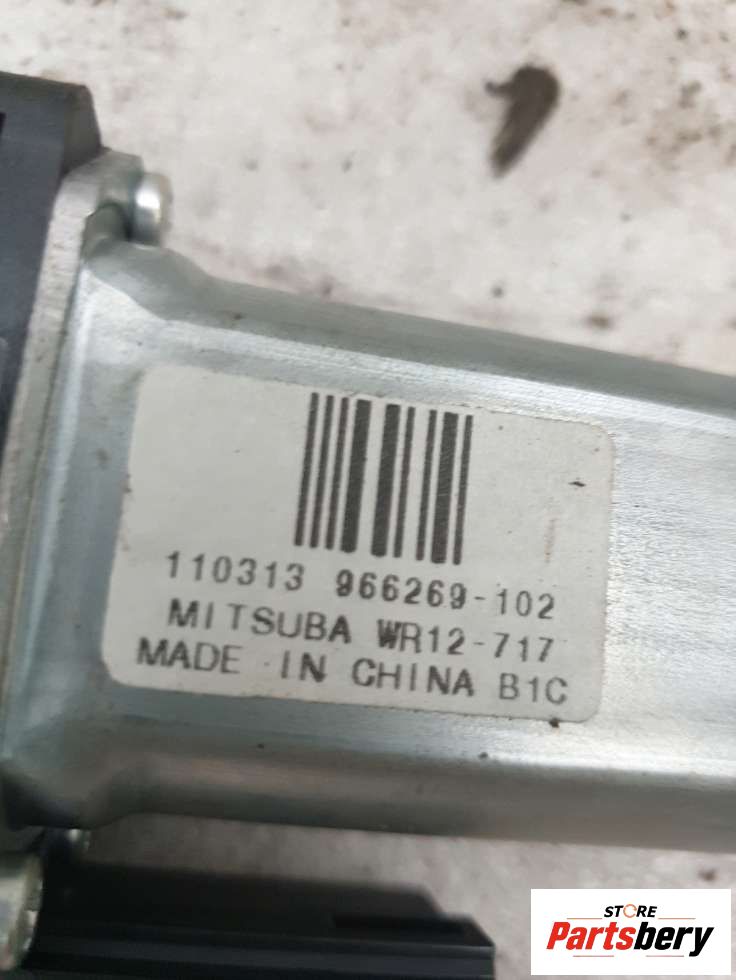 110313 966269-102
MITSUBA WR12-717
MADE IN CHINA B1C
STORE
Partsbery